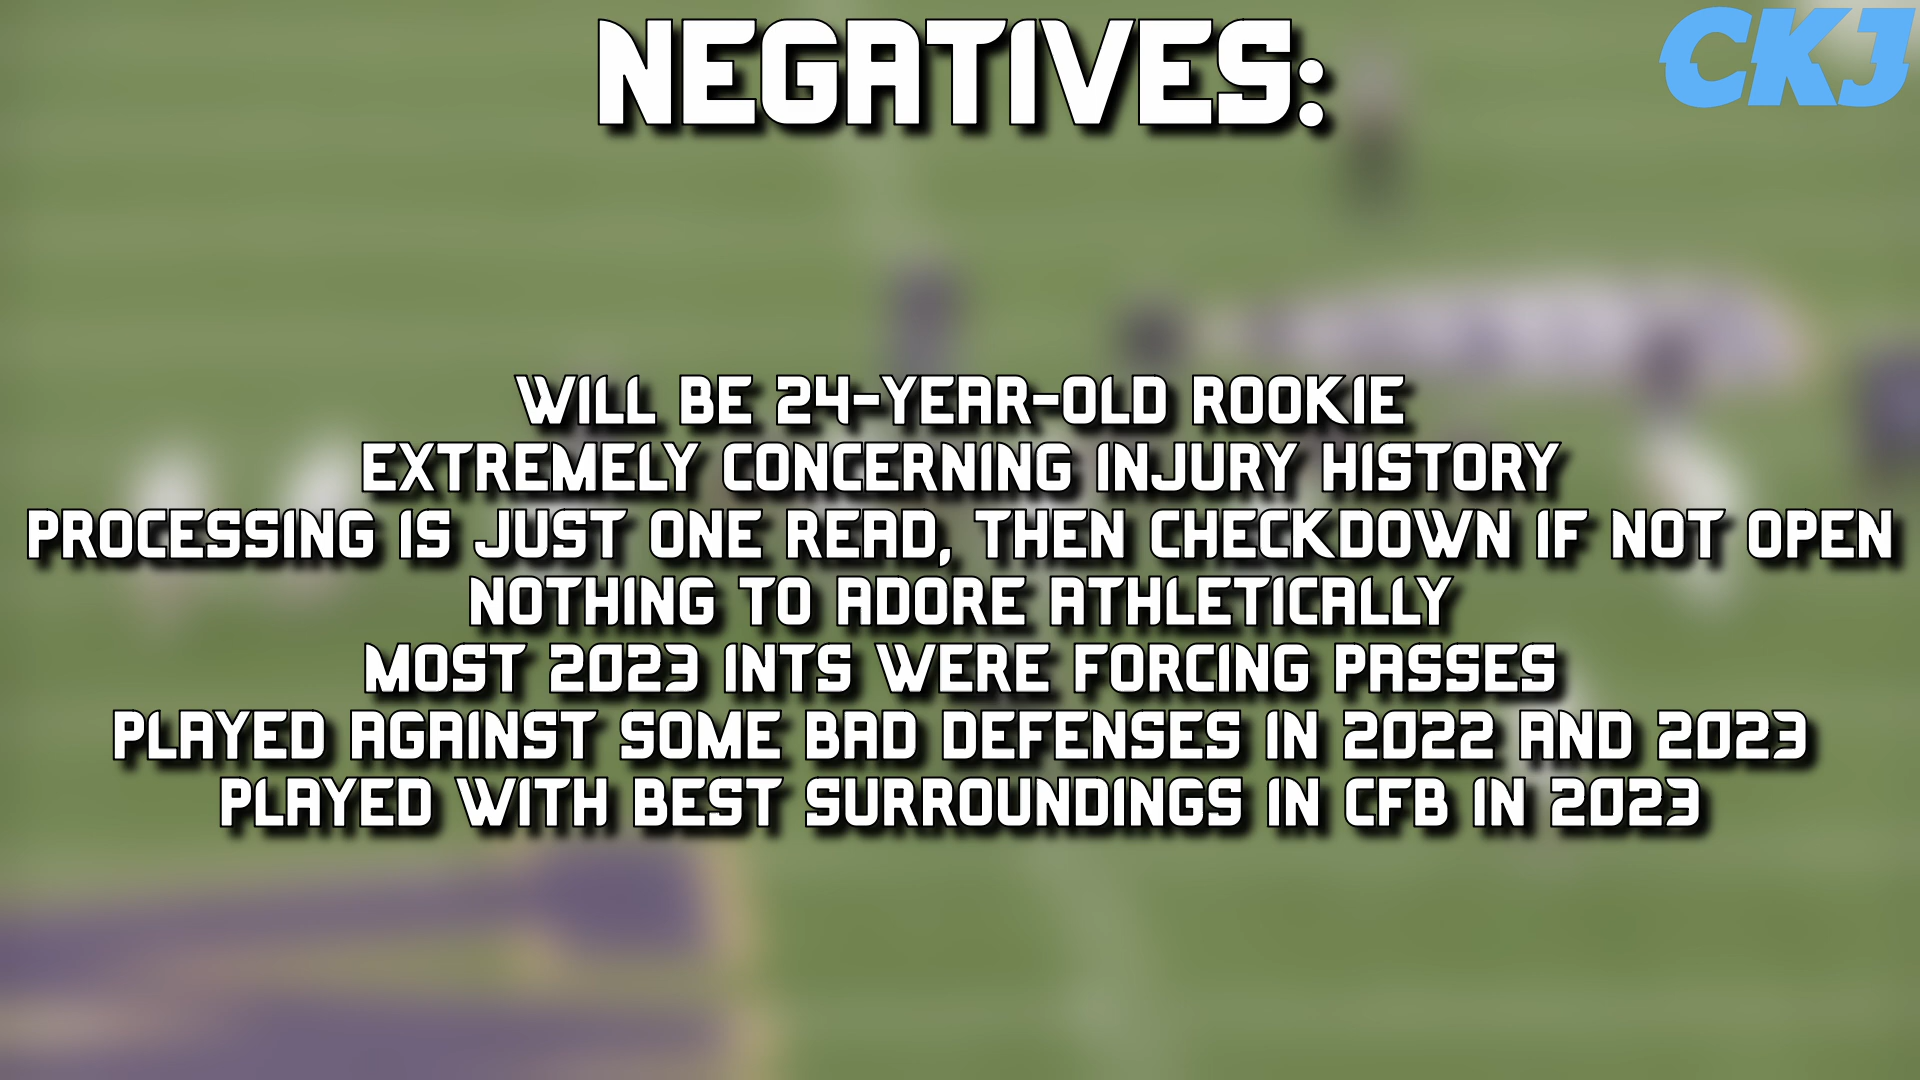 NEGATIVES:
CKJ
WILL BE 24-YEAR-OLD ROOKIE
EXTREMELY CONCERNING INJURY HISTORY
PROCESSING IS JUST ONE READ, THEN CHECKDOWN IF NOT OPEN
NOTHING TO ADORE ATHLETICALLY
MOST 2023 INTS WERE FORCING PASSES
PLAYED AGAINST SOME BAD DEFENSES IN 2022 AND 2023
PLAYED WITH BEST SURROUNDINGS IN CFB IN 2023